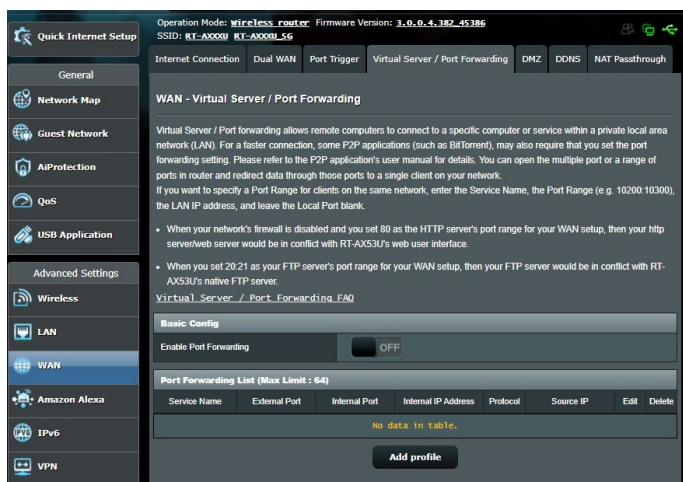 Operation Mode: Wireless router Firmware Version: 3.0.0.4.382_45386
SSID: RT-AXXXU RT-AXXXU_5G
Quick Internet Setup
General
Network Map
Guest Network
AiProtection
QoS
USB Application
Advanced Settings
Wireless
LAN
WAN
Amazon Alexa
IPv6
VPN
Internet Connection Dual WAN Port Trigger Virtual Server / Port Forwarding DMZ DDNS NAT Passthrough
WAN - Virtual Server / Port Forwarding
Virtual Server / Port forwarding allows remote computers to connect to a specific computer or service within a private local area
network (LAN). For a faster connection, some P2P applications (such as BitTorrent), may also require that you set the port
forwarding setting. Please refer to the P2P application's user manual for details. You can open the multiple port or a range of
ports in router and redirect data through those ports to a single client on your network.
If you want to specify a Port Range for clients on the same network, enter the Service Name, the Port Range (e.g. 10200:10300),
the LAN IP address, and leave the Local Port blank.
• When your network's firewall is disabled and you set 80 as the HTTP server's port range for your WAN setup, then your http
server/web server would be in conflict with RT-AX53U's web user interface.
• When you set 20:21 as your FTP server's port range for your WAN setup, then your FTP server would be in conflict with RT-
AX53U's native FTP server.
Virtual Server / Port Forwarding FAQ
Basic Config
Enable Port Forwarding OFF
Port Forwarding List (Max Limit : 64)
Service Name External Port Internal Port Internal IP Address Protocol Source IP Edit Delete
No data in table.
Add profile